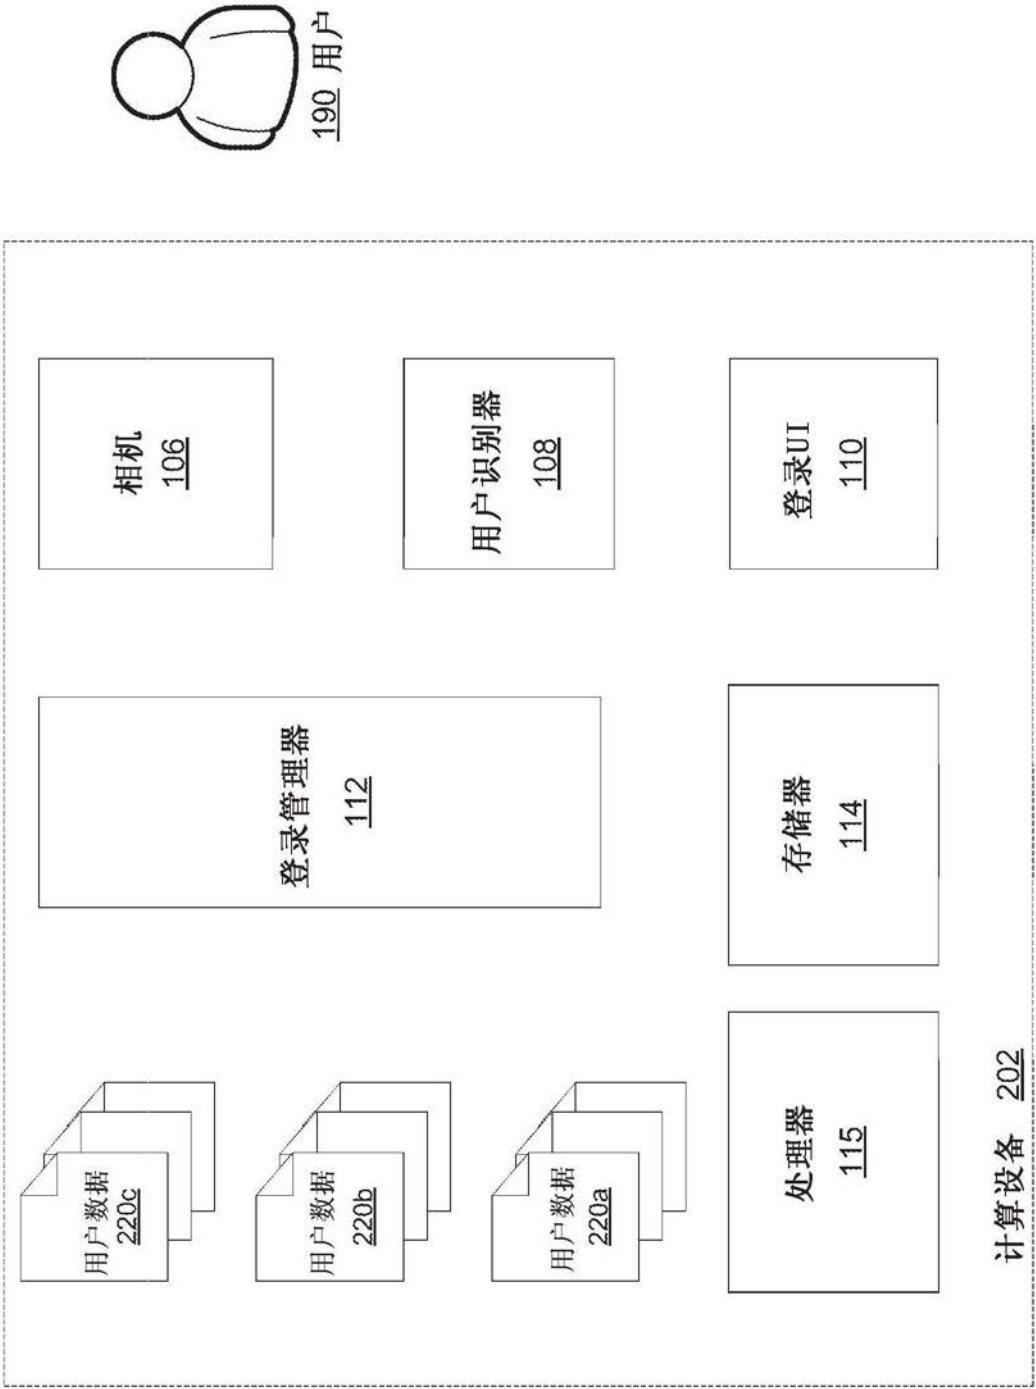 用户数据
220c
用户数据
220b
用户数据
220a
登录管理器
112
相机
106
用户识别器
108
190 用户
处理器
115
存储器
114
登录UI
110
计算设备 202